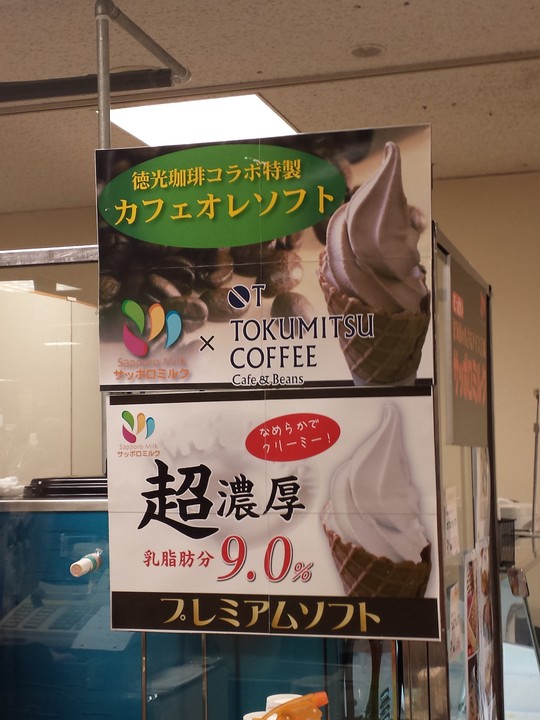 徳光珈琲コラボ特製
カフェオレソフト
Sapporo Milk
サッポロミルク
×
OT
TOKUMITSU
COFFEE
Cafe & Beans
Sapporo Milk
サッポロミルク
なめらかで
クリーミー！
超濃厚
乳脂肪分 9.0%
プレミアムソフト